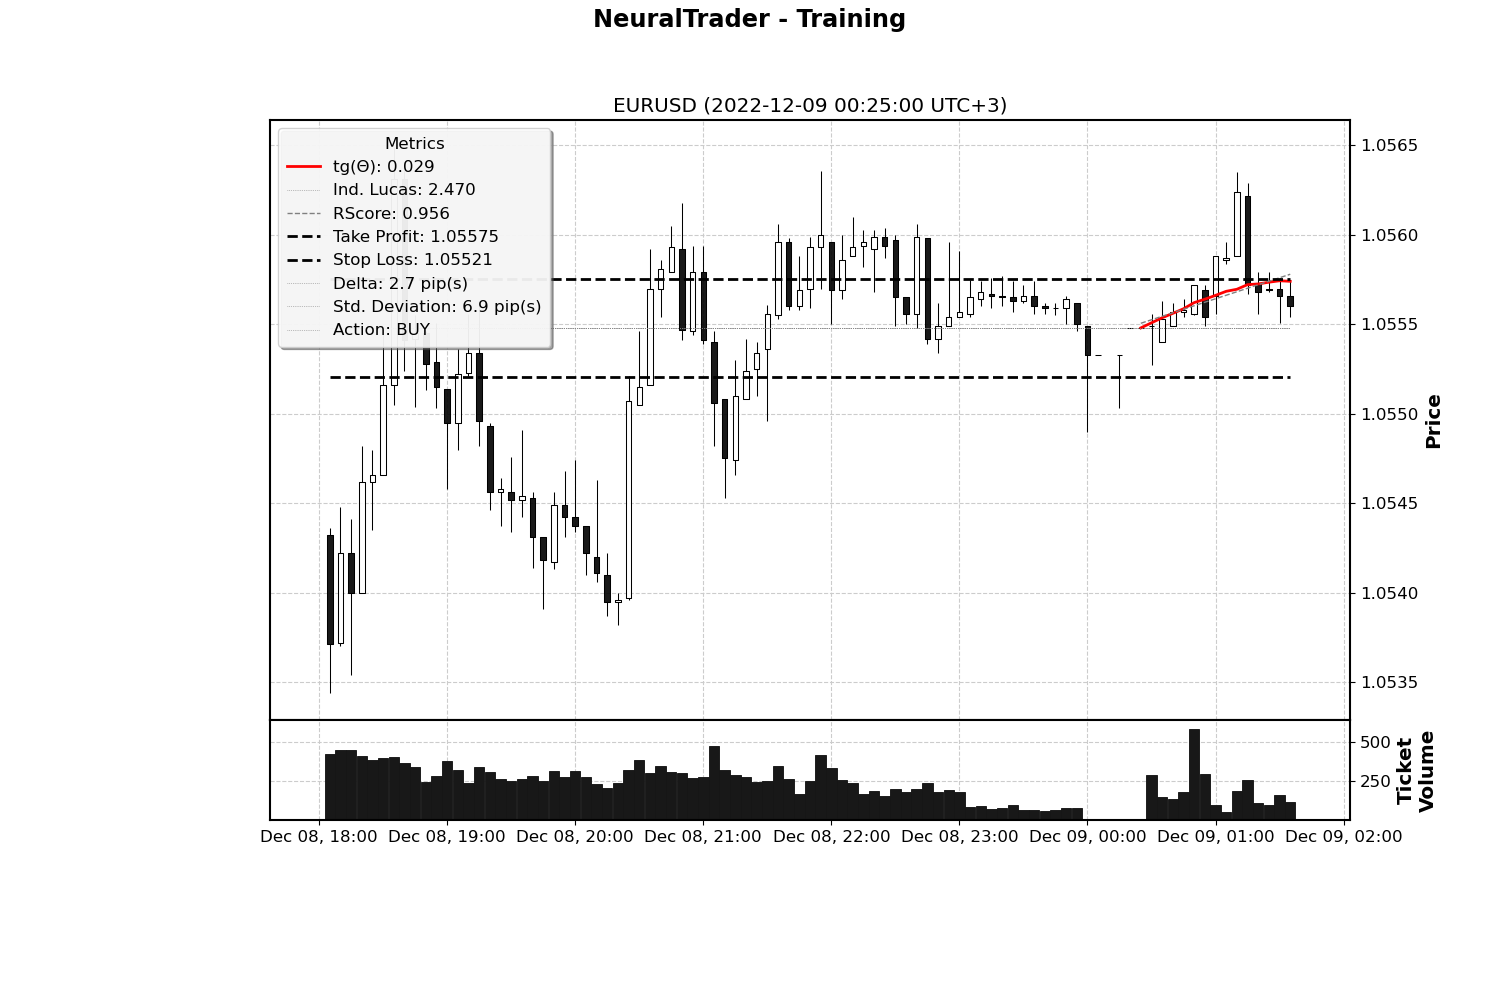 NeuralTrader - Training
EURUSD (2022-12-09 00:25:00 UTC+3)
Metrics
tg(Θ): 0.029
Ind. Lucas: 2.470
RScore: 0.956
Take Profit: 1.05575
Stop Loss: 1.05521
Delta: 2.7 pip(s)
Std. Deviation: 6.9 pip(s)
Action: BUY
1.0565
1.0560
1.0555
1.0550
1.0545
1.0540
1.0535
Price
500
250
Ticket
Volume
Dec 08, 18:00 Dec 08, 19:00 Dec 08, 20:00 Dec 08, 21:00 Dec 08, 22:00 Dec 08, 23:00 Dec 09, 00:00 Dec 09, 01:00 Dec 09, 02:00